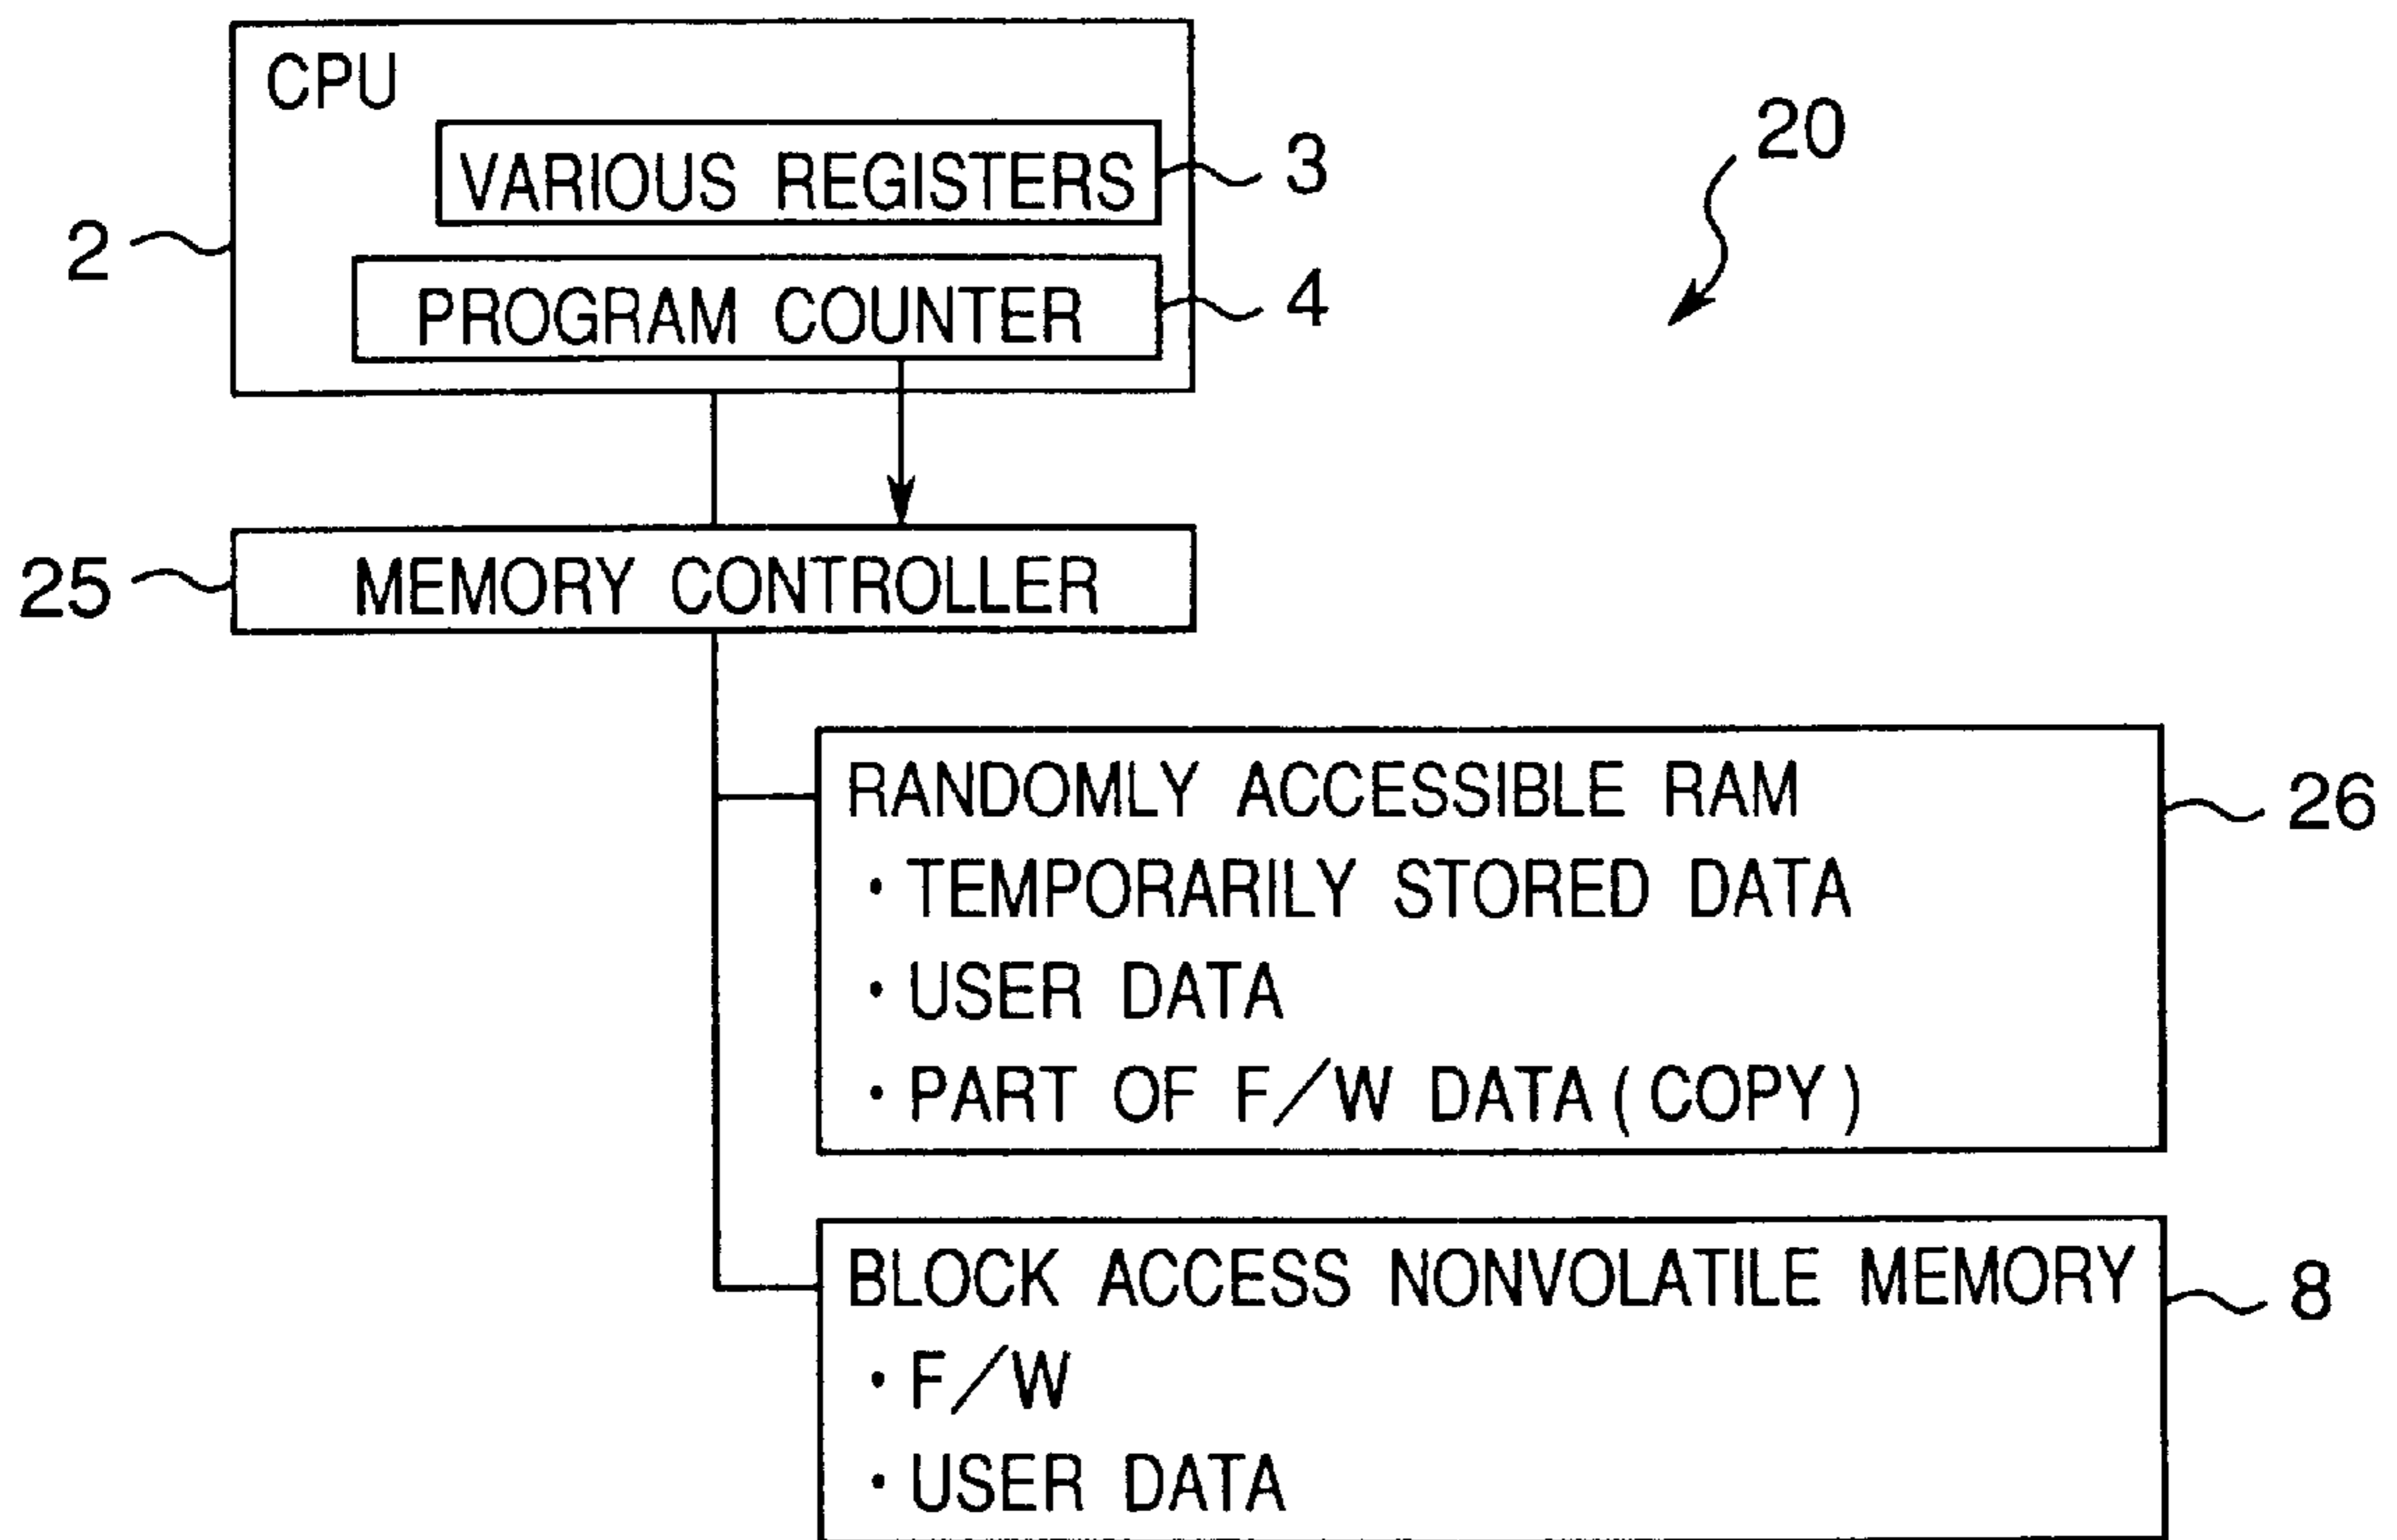 CPU
VARIOUS REGISTERS
3
20
2
PROGRAM COUNTER
4
25
MEMORY CONTROLLER
RANDOMLY ACCESSIBLE RAM
26
• TEMPORARILY STORED DATA
• USER DATA
• PART OF F/W DATA (COPY)
BLOCK ACCESS NONVOLATILE MEMORY
8
• F/W
• USER DATA